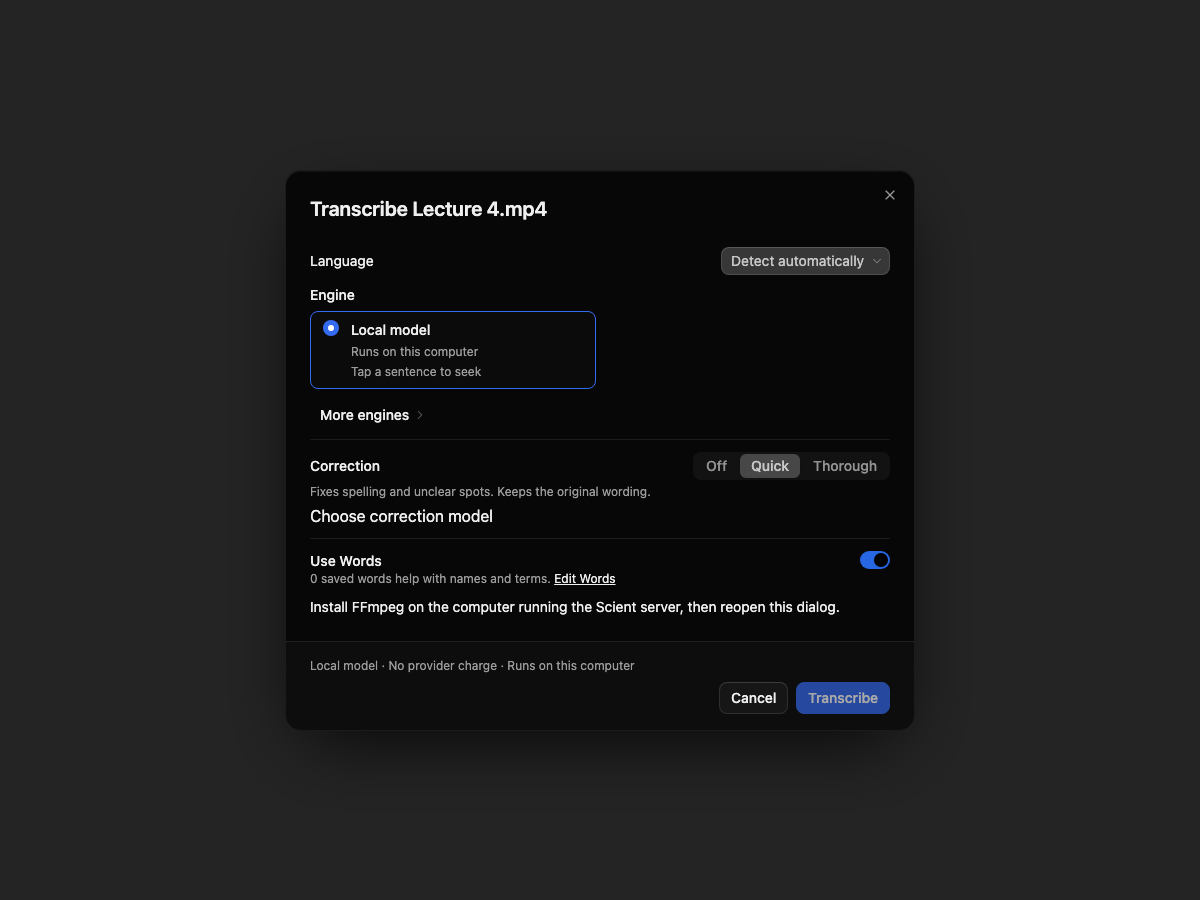 Transcribe Lecture 4.mp4
Language
Detect automatically
Engine
Local model
Runs on this computer
Tap a sentence to seek
More engines
Correction
Off Quick Thorough
Fixes spelling and unclear spots. Keeps the original wording.
Choose correction model
Use Words
0 saved words help with names and terms. Edit Words
Install FFmpeg on the computer running the Scient server, then reopen this dialog.
Local model · No provider charge · Runs on this computer
Cancel Transcribe